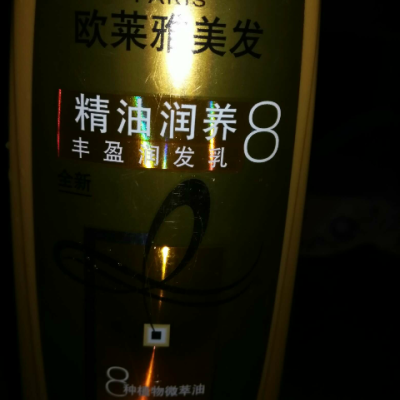 PARIS
欧莱雅美发
精油润养8
丰盈润发乳
全新
8种植物微萃油